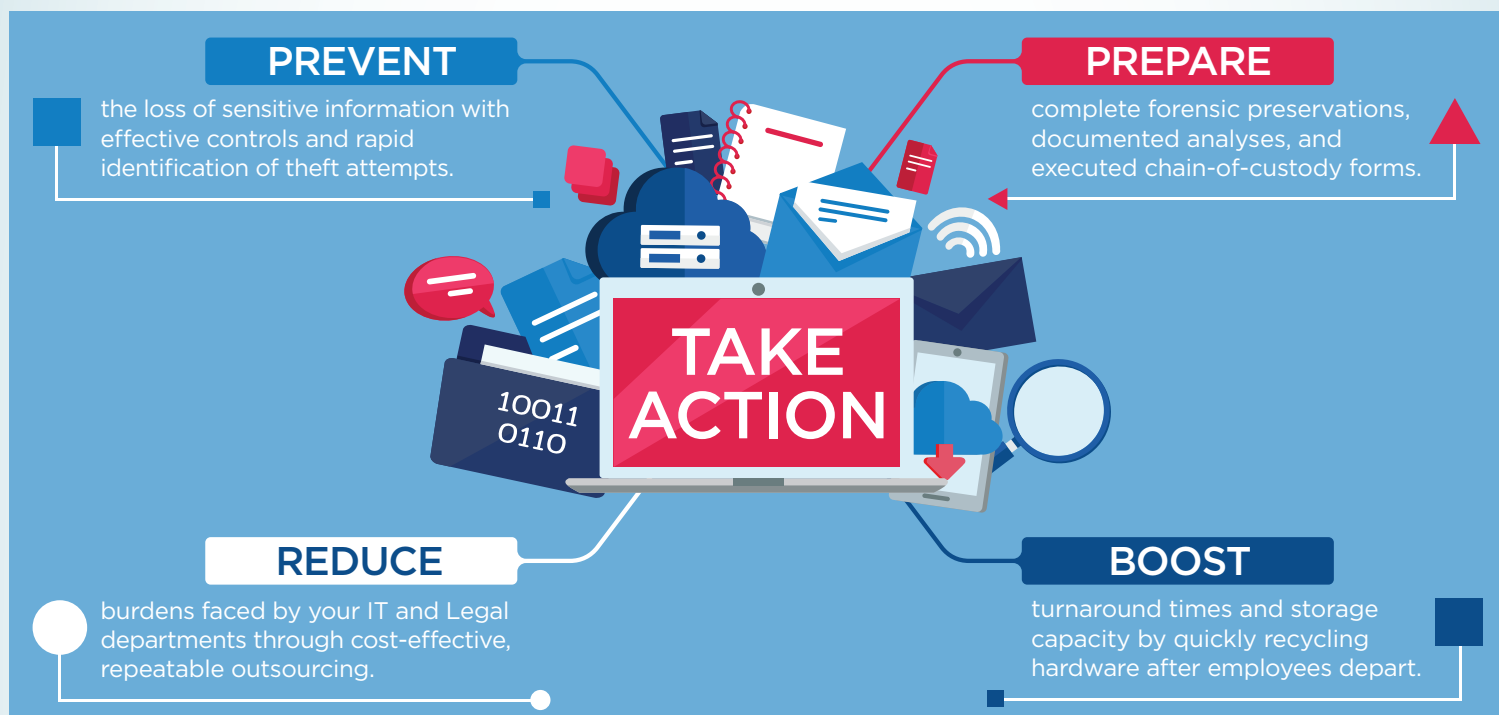 PREVENT
the loss of sensitive information with
effective controls and rapid
identification of theft attempts.
PREPARE
complete forensic preservations,
documented analyses, and
executed chain-of-custody forms.
TAKE
ACTION
10011
0110
REDUCE
burdens faced by your IT and Legal
departments through cost-effective,
repeatable outsourcing.
BOOST
turnaround times and storage
capacity by quickly recycling
hardware after employees depart.